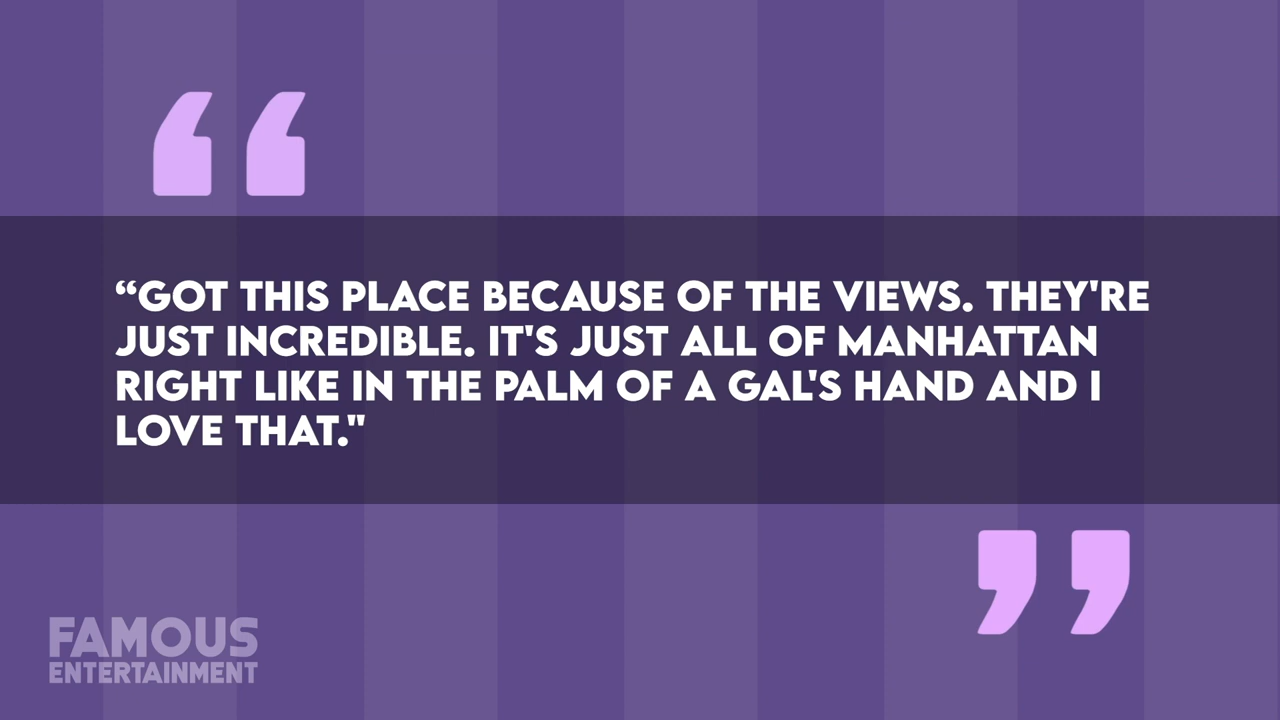 “GOT THIS PLACE BECAUSE OF THE VIEWS. THEY'RE
JUST INCREDIBLE. IT'S JUST ALL OF MANHATTAN
RIGHT LIKE IN THE PALM OF A GAL'S HAND AND I
LOVE THAT."
FAMOUS
ENTERTAINMENT